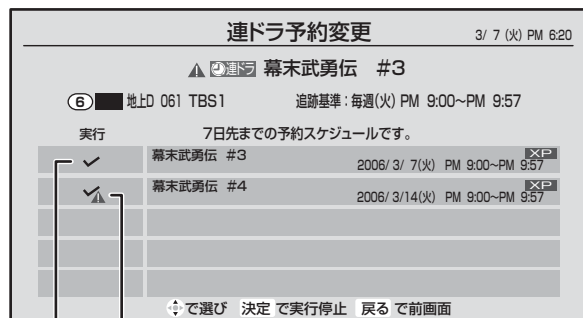 連ドラ予約変更 3/ 7 (火) PM 6:20
連ドラ 幕末武勇伝 #3
6 地上D 061 TBS1 追跡基準:毎週(火) PM 9:00~PM 9:57
実行 7日先までの予約スケジュールです。
幕末武勇伝 #3 XP
2006/ 3/ 7(火) PM 9:00~PM 9:57
幕末武勇伝 #4 XP
2006/ 3/14(火) PM 9:00~PM 9:57
で選び 決定 で実行停止 戻る で前画面